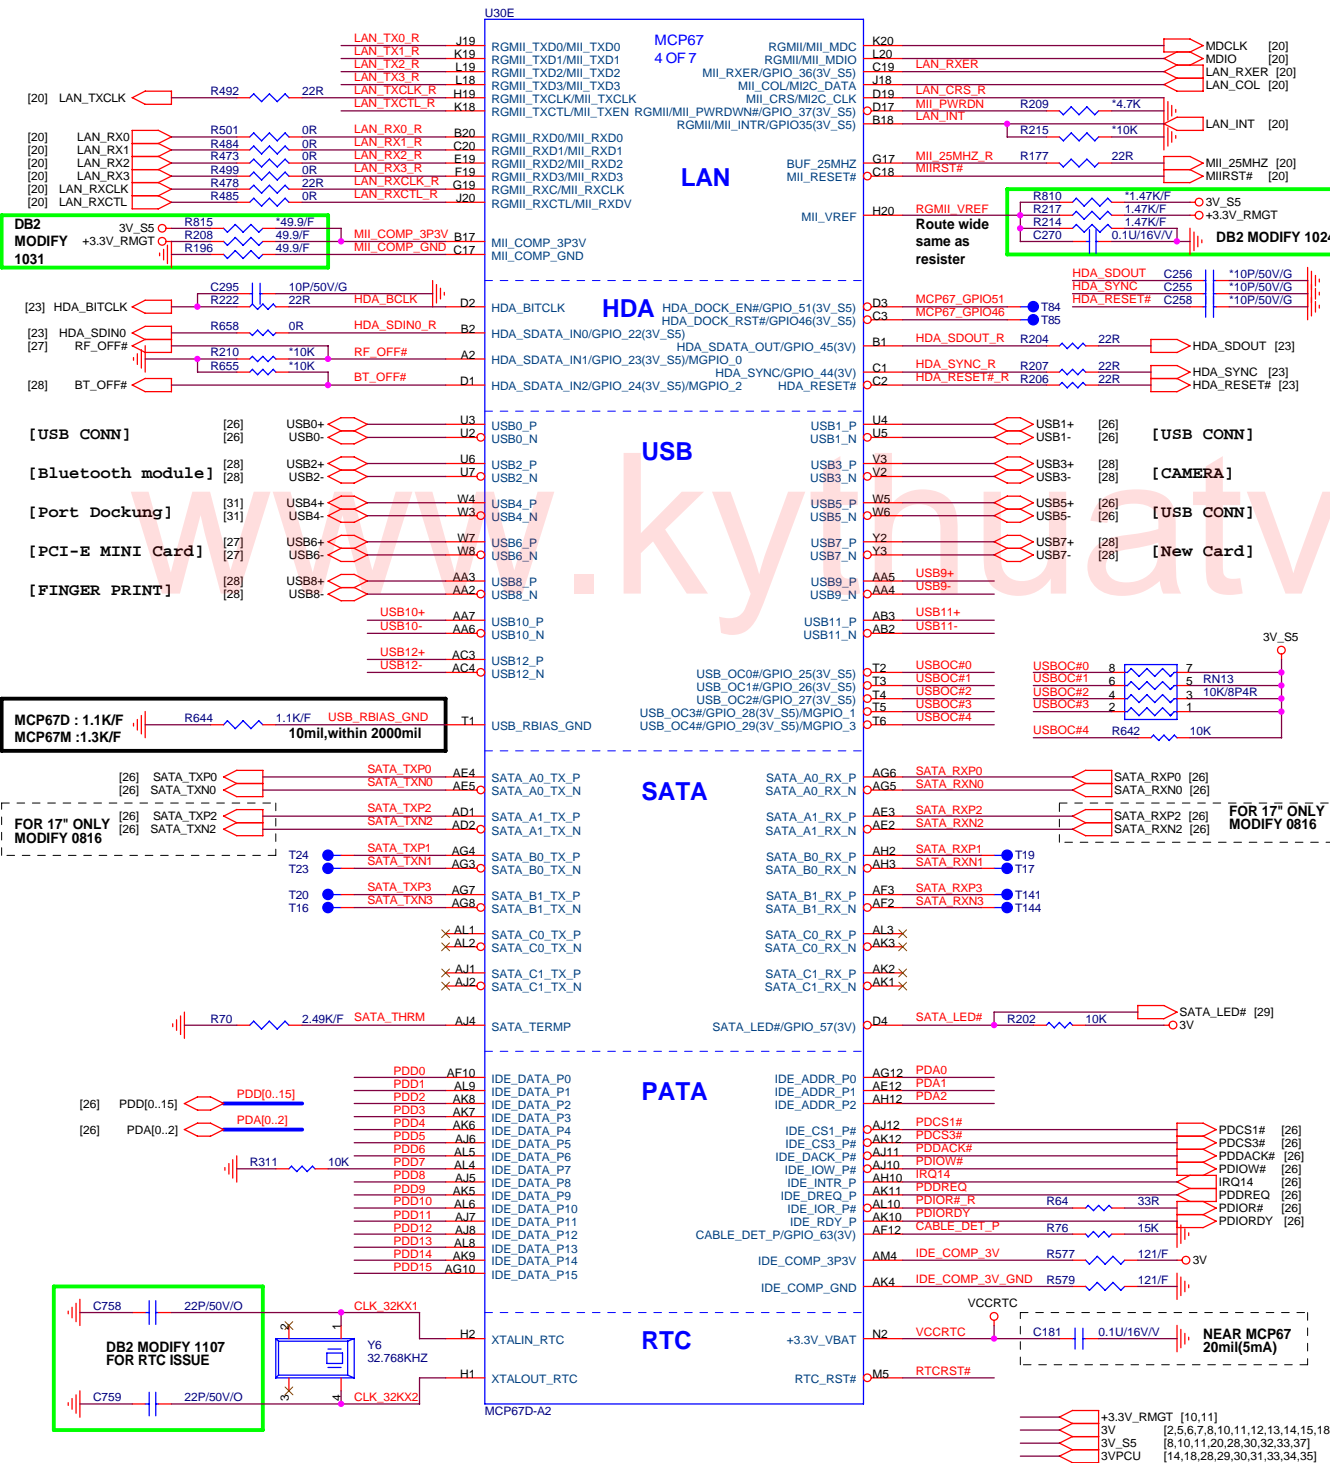 U30E
MCP67
4 OF 7
LAN_TX0_R J19 RGMII_TXD0/MII_TXD0
LAN_TX1_R K19 RGMII_TXD1/MII_TXD1
LAN_TX2_R L19 RGMII_TXD2/MII_TXD2
LAN_TX3_R L18 RGMII_TXD3/MII_TXD3
[20] LAN_TXCLK R492 22R LAN_TXCLK_R H19 RGMII_TXCLK/MII_TXCLK
LAN_TXCTL_R K18 RGMII_TXCTL/MII_TXEN
RGMII/MII_MDC K20 MDCLK [20]
RGMII/MII_MDIO L20 MDIO [20]
MII_RXER/GPIO_36(3V_S5) C19 LAN_RXER LAN_RXER [20]
MII_COL/MI2C_DATA J18 LAN_COL [20]
MII_CRS/MI2C_CLK D19 LAN_CRS_R
RGMII/MII_PWRDWN#/GPIO_37(3V_S5) D17 MII_PWRDN R209 *4.7K
RGMII/MII_INTR/GPIO35(3V_S5) B18 LAN_INT R215 *10K LAN_INT [20]
[20] LAN_RX0 R501 0R LAN_RX0_R B20 RGMII_RXD0/MII_RXD0
[20] LAN_RX1 R484 0R LAN_RX1_R C20 RGMII_RXD1/MII_RXD1
[20] LAN_RX2 R473 0R LAN_RX2_R E19 RGMII_RXD2/MII_RXD2
[20] LAN_RX3 R499 0R LAN_RX3_R F19 RGMII_RXD3/MII_RXD3
[20] LAN_RXCLK R478 22R LAN_RXCLK_R G19 RGMII_RXC/MII_RXCLK
[20] LAN_RXCTL R485 0R LAN_RXCTL_R J20 RGMII_RXCTL/MII_RXDV
LAN
BUF_25MHZ G17 MII_25MHZ_R R177 22R MII_25MHZ [20]
MII_RESET# C18 MIIRST# MIIRST# [20]
MII_VREF H20 RGMII_VREF
Route wide
same as
resister
R810 *1.47K/F 3V_S5
R217 1.47K/F +3.3V_RMGT
R214 1.47K/F
C270 0.1U/16V/V DB2 MODIFY 1024
DB2
MODIFY
1031
3V_S5 R815 *49.9/F
+3.3V_RMGT R208 49.9/F MII_COMP_3P3V B17 MII_COMP_3P3V
R196 49.9/F MII_COMP_GND C17 MII_COMP_GND
HDA_SDOUT C256 *10P/50V/G
HDA_SYNC C255 *10P/50V/G
HDA_RESET# C258 *10P/50V/G
HDA
C295 10P/50V/G
[23] HDA_BITCLK R222 22R HDA_BCLK D2 HDA_BITCLK
[23] HDA_SDIN0 R658 0R HDA_SDIN0_R B2 HDA_SDATA_IN0/GPIO_22(3V_S5)
[27] RF_OFF# R210 *10K RF_OFF# A2 HDA_SDATA_IN1/GPIO_23(3V_S5)/MGPIO_0
R655 *10K
[28] BT_OFF# BT_OFF# D1 HDA_SDATA_IN2/GPIO_24(3V_S5)/MGPIO_2
HDA_DOCK_EN#/GPIO_51(3V_S5) D3 MCP67_GPIO51 T84
HDA_DOCK_RST#/GPIO46(3V_S5) C3 MCP67_GPIO46 T85
HDA_SDATA_OUT/GPIO_45(3V) B1 HDA_SDOUT_R R204 22R HDA_SDOUT [23]
HDA_SYNC/GPIO_44(3V) C1 HDA_SYNC_R R207 22R HDA_SYNC [23]
HDA_RESET# C2 HDA_RESET#_R R206 22R HDA_RESET# [23]
USB
[USB CONN] [26] USB0+ U3 USB0_P
[26] USB0- U2 USB0_N
[Bluetooth module] [28] USB2+ U6 USB2_P
[28] USB2- U7 USB2_N
[Port Dockung] [31] USB4+ W4 USB4_P
[31] USB4- W3 USB4_N
[PCI-E MINI Card] [27] USB6+ W7 USB6_P
[27] USB6- W8 USB6_N
[FINGER PRINT] [28] USB8+ AA3 USB8_P
[28] USB8- AA2 USB8_N
USB10+ AA7 USB10_P
USB10- AA6 USB10_N
USB12+ AC3 USB12_P
USB12- AC4 USB12_N
USB1_P U4 USB1+ [26] [USB CONN]
USB1_N U5 USB1- [26]
USB3_P V3 USB3+ [28] [CAMERA]
USB3_N V2 USB3- [28]
USB5_P W5 USB5+ [26] [USB CONN]
USB5_N W6 USB5- [26]
USB7_P Y2 USB7+ [28] [New Card]
USB7_N Y3 USB7- [28]
USB9_P AA5 USB9+
USB9_N AA4 USB9-
USB11_P AB3 USB11+
USB11_N AB2 USB11-
www.kythuatv
USB_OC0#/GPIO_25(3V_S5) T2 USBOC#0
USB_OC1#/GPIO_26(3V_S5) T3 USBOC#1
USB_OC2#/GPIO_27(3V_S5) T4 USBOC#2
USB_OC3#/GPIO_28(3V_S5)/MGPIO_1 T5 USBOC#3
USB_OC4#/GPIO_29(3V_S5)/MGPIO_3 T6 USBOC#4
3V_S5
USBOC#0 8 7
USBOC#1 6 5 RN13
USBOC#2 4 3 10K/8P4R
USBOC#3 2 1
USBOC#4 R642 10K
MCP67D : 1.1K/F
MCP67M :1.3K/F
R644 1.1K/F USB_RBIAS_GND T1 USB_RBIAS_GND
10mil,within 2000mil
SATA
[26] SATA_TXP0 SATA_TXP0 AE4 SATA_A0_TX_P
[26] SATA_TXN0 SATA_TXN0 AE5 SATA_A0_TX_N
FOR 17" ONLY
MODIFY 0816
[26] SATA_TXP2 SATA_TXP2 AD1 SATA_A1_TX_P
[26] SATA_TXN2 SATA_TXN2 AD2 SATA_A1_TX_N
T24 SATA_TXP1 AG4 SATA_B0_TX_P
T23 SATA_TXN1 AG3 SATA_B0_TX_N
T20 SATA_TXP3 AG7 SATA_B1_TX_P
T16 SATA_TXN3 AG8 SATA_B1_TX_N
AL1 SATA_C0_TX_P
AL2 SATA_C0_TX_N
AJ1 SATA_C1_TX_P
AJ2 SATA_C1_TX_N
R70 2.49K/F SATA_THRM AJ4 SATA_TERMP
SATA_A0_RX_P AG6 SATA_RXP0 SATA_RXP0 [26]
SATA_A0_RX_N AG5 SATA_RXN0 SATA_RXN0 [26]
SATA_A1_RX_P AE3 SATA_RXP2 SATA_RXP2 [26]
SATA_A1_RX_N AE2 SATA_RXN2 SATA_RXN2 [26]
FOR 17" ONLY
MODIFY 0816
SATA_B0_RX_P AH2 SATA_RXP1 T19
SATA_B0_RX_N AH3 SATA_RXN1 T17
SATA_B1_RX_P AF3 SATA_RXP3 T141
SATA_B1_RX_N AF2 SATA_RXN3 T144
SATA_C0_RX_P AL3
SATA_C0_RX_N AK3
SATA_C1_RX_P AK2
SATA_C1_RX_N AK1
SATA_LED#/GPIO_57(3V) D4 SATA_LED# SATA_LED# [29]
R202 10K 3V
PATA
[26] PDD[0..15] PDD[0..15]
[26] PDA[0..2] PDA[0..2]
R311 10K
PDD0 AF10 IDE_DATA_P0
PDD1 AL9 IDE_DATA_P1
PDD2 AK8 IDE_DATA_P2
PDD3 AK7 IDE_DATA_P3
PDD4 AK6 IDE_DATA_P4
PDD5 AJ6 IDE_DATA_P5
PDD6 AL5 IDE_DATA_P6
PDD7 AL4 IDE_DATA_P7
PDD8 AJ5 IDE_DATA_P8
PDD9 AK5 IDE_DATA_P9
PDD10 AL6 IDE_DATA_P10
PDD11 AJ7 IDE_DATA_P11
PDD12 AJ8 IDE_DATA_P12
PDD13 AL8 IDE_DATA_P13
PDD14 AK9 IDE_DATA_P14
PDD15 AG10 IDE_DATA_P15
IDE_ADDR_P0 AG12 PDA0
IDE_ADDR_P1 AE12 PDA1
IDE_ADDR_P2 AH12 PDA2
IDE_CS1_P# AJ12 PDCS1# PDCS1# [26]
IDE_CS3_P# AK12 PDCS3# PDCS3# [26]
IDE_DACK_P# AJ11 PDDACK# PDDACK# [26]
IDE_IOW_P# AJ10 PDIOW# PDIOW# [26]
IDE_INTR_P AH10 IRQ14 IRQ14 [26]
IDE_DREQ_P AK11 PDDREQ PDDREQ [26]
IDE_IOR_P# AL10 PDIOR#_R R64 33R PDIOR# [26]
IDE_RDY_P AK10 PDIORDY PDIORDY [26]
CABLE_DET_P/GPIO_63(3V) AF12 CABLE_DET_P R76 15K
IDE_COMP_3P3V AM4 IDE_COMP_3V R577 121/F 3V
IDE_COMP_GND AK4 IDE_COMP_3V_GND R579 121/F
RTC
C758 22P/50V/O CLK_32KX1 H2 XTALIN_RTC
DB2 MODIFY 1107
FOR RTC ISSUE
2 1
Y6
32.768KHZ
3 4
C759 22P/50V/O CLK_32KX2 H1 XTALOUT_RTC
MCP67D-A2
VCCRTC
+3.3V_VBAT N2 VCCRTC C181 0.1U/16V/V
NEAR MCP67
20mil(5mA)
RTC_RST# M5 RTCRST#
+3.3V_RMGT [10,11]
3V [2,5,6,7,8,10,11,12,13,14,15,18
3V_S5 [8,10,11,20,28,30,32,33,37]
3VPCU [14,18,28,29,30,31,33,34,35]